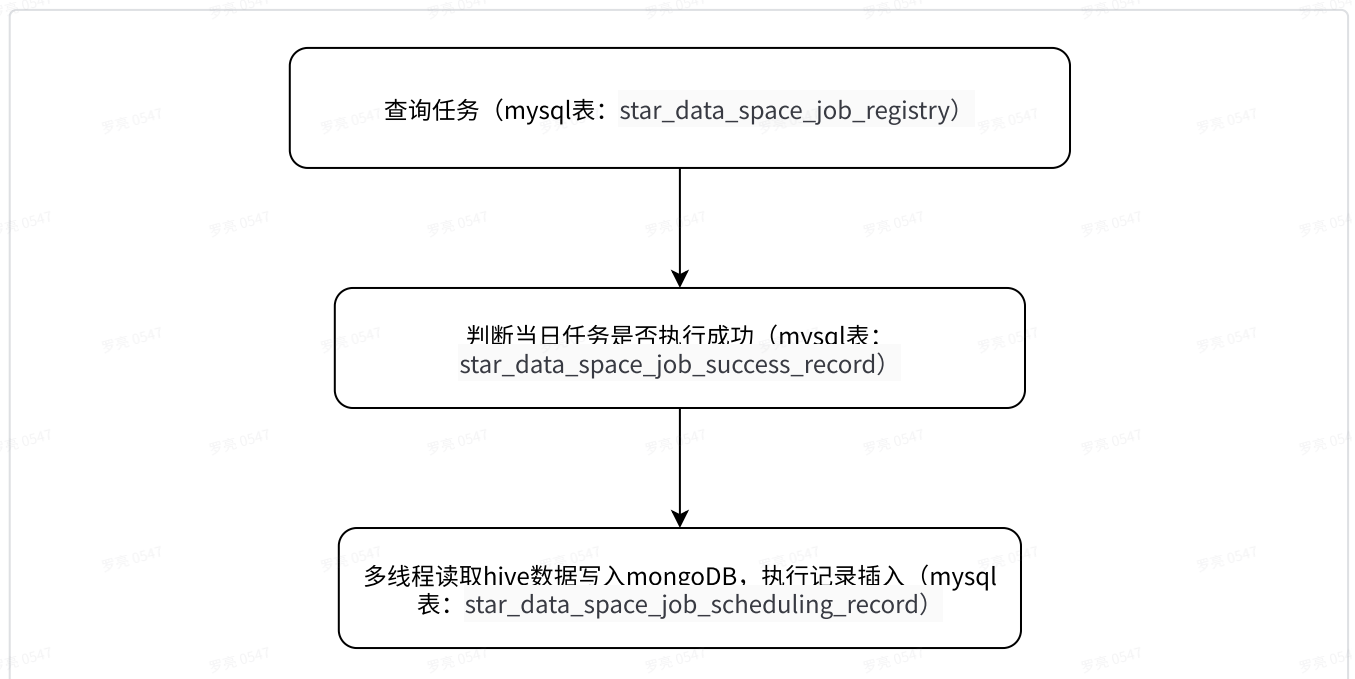 查询任务（mysql表：star_data_space_job_registry）
判断当日任务是否执行成功（mysql表：
star_data_space_job_success_record）
多线程读取hive数据写入mongoDB，执行记录插入（mysql
表：star_data_space_job_scheduling_record）
罗亮 0547